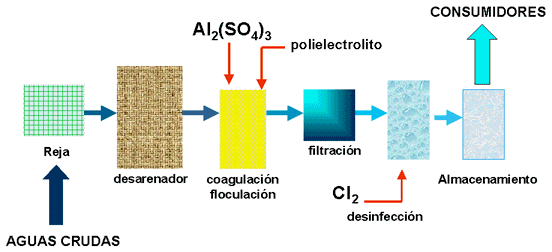 CONSUMIDORES
Al2(SO4)3
polielectrolito
Reja
desarenador
coagulación
floculación
filtración
Cl2
desinfección
Almacenamiento
AGUAS CRUDAS